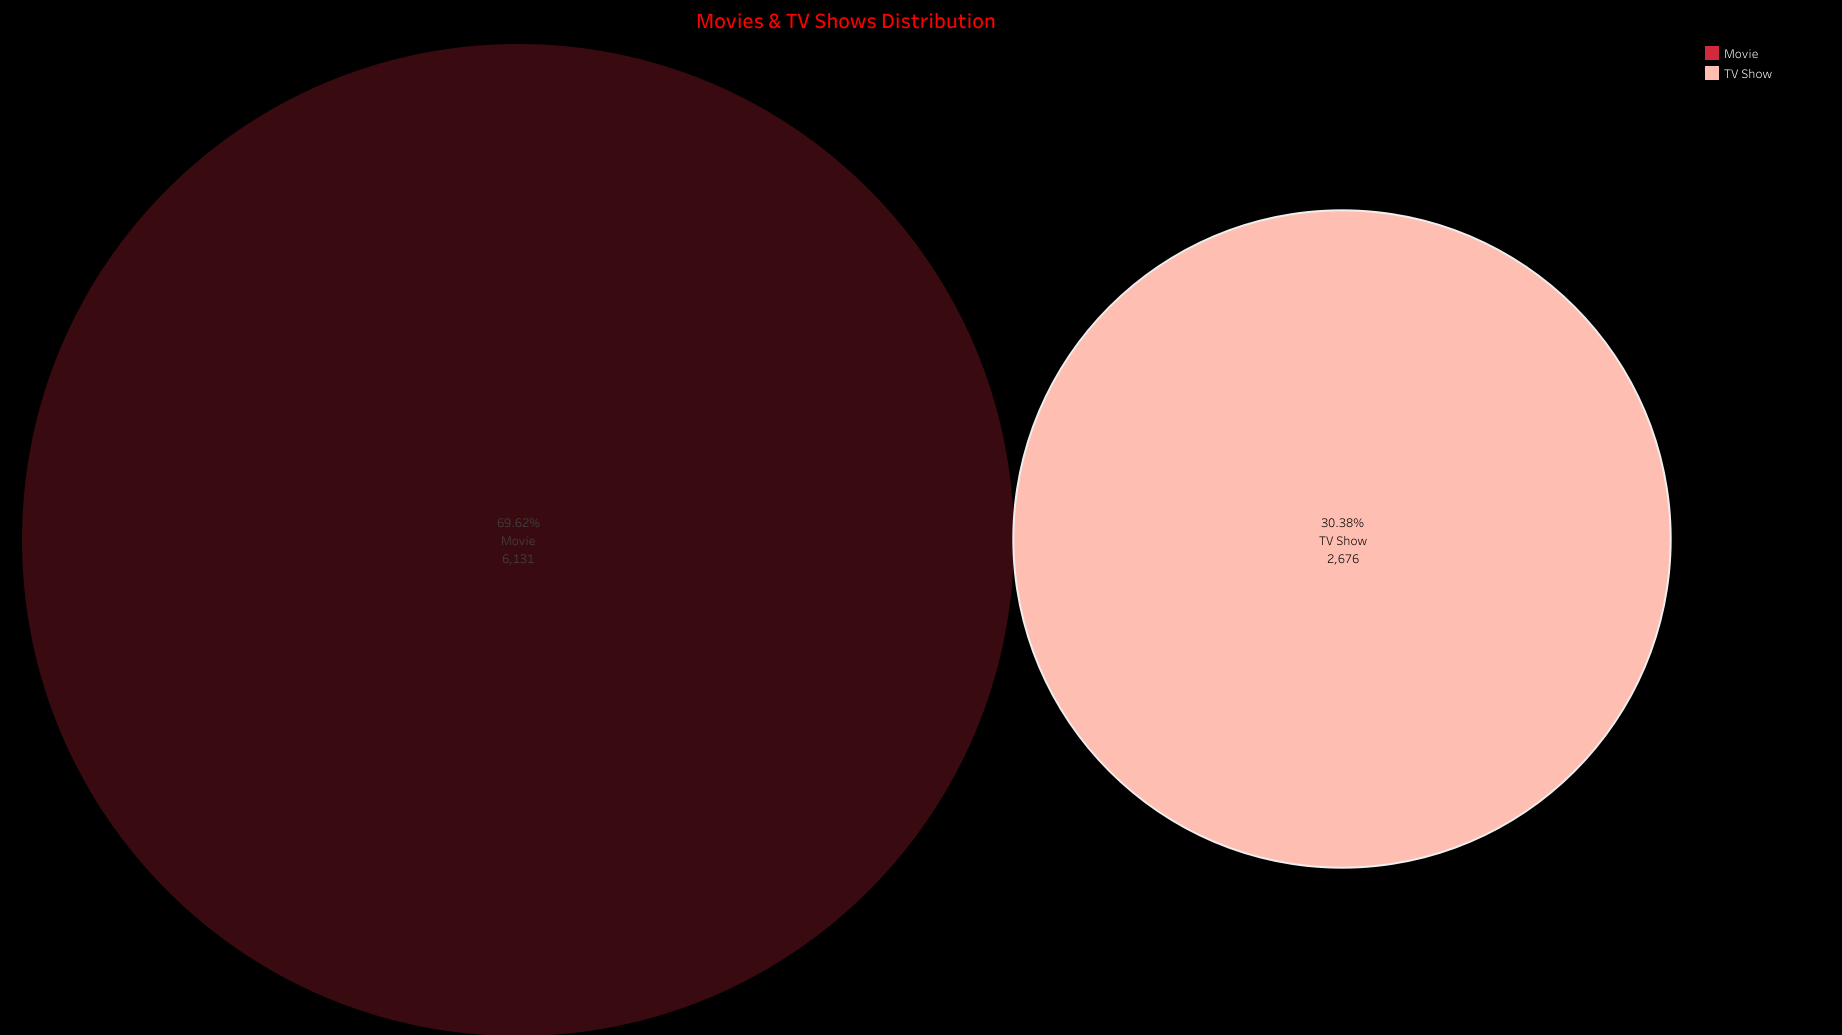 Movies & TV Shows Distribution
Movie
TV Show
69.62%
Movie
6,131
30.38%
TV Show
2,676